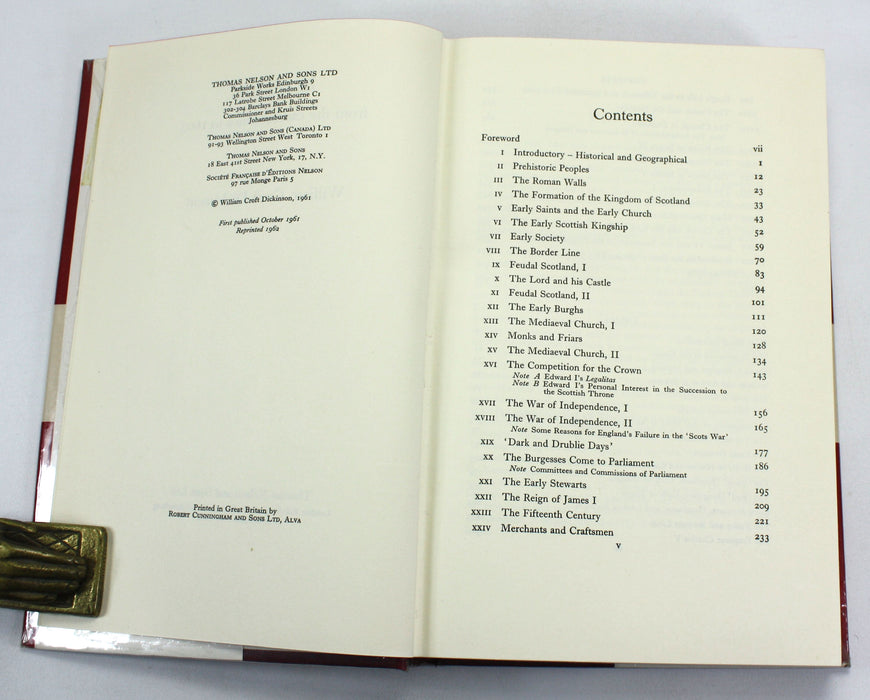 THOMAS NELSON AND SONS LTD
Parkside Works Edinburgh 9
36 Park Street London W1
117 Latrobe Street Melbourne C1
302-304 Barclays Bank Buildings
Commissioner and Kruis Streets
Johannesburg
THOMAS NELSON AND SONS (CANADA) LTD
91-93 Wellington Street West Toronto 1
THOMAS NELSON AND SONS
18 East 41st Street New York, 17, N.Y.
SOCIÉTÉ FRANÇAISE D'ÉDITIONS NELSON
97 rue Monge Paris 5
© William Croft Dickinson, 1961
First published October 1961
Reprinted 1962
Printed in Great Britain by
ROBERT CUNNINGHAM AND SONS LTD, ALVA
Contents
Foreword vii
I Introductory – Historical and Geographical 1
II Prehistoric Peoples 12
III The Roman Walls 23
IV The Formation of the Kingdom of Scotland 33
V Early Saints and the Early Church 43
VI The Early Scottish Kingship 52
VII Early Society 59
VIII The Border Line 70
IX Feudal Scotland, I 83
X The Lord and his Castle 94
XI Feudal Scotland, II 101
XII The Early Burghs 111
XIII The Mediaeval Church, I 120
XIV Monks and Friars 128
XV The Mediaeval Church, II 134
XVI The Competition for the Crown 143
Note A Edward I's Legalitas
Note B Edward I's Personal Interest in the Succession to
the Scottish Throne
XVII The War of Independence, I 156
XVIII The War of Independence, II 165
Note Some Reasons for England's Failure in the 'Scots War'
XIX 'Dark and Drublie Days' 177
XX The Burgesses Come to Parliament 186
Note Committees and Commissions of Parliament
XXI The Early Stewarts 195
XXII The Reign of James I 209
XXIII The Fifteenth Century 221
XXIV Merchants and Craftsmen 233
v